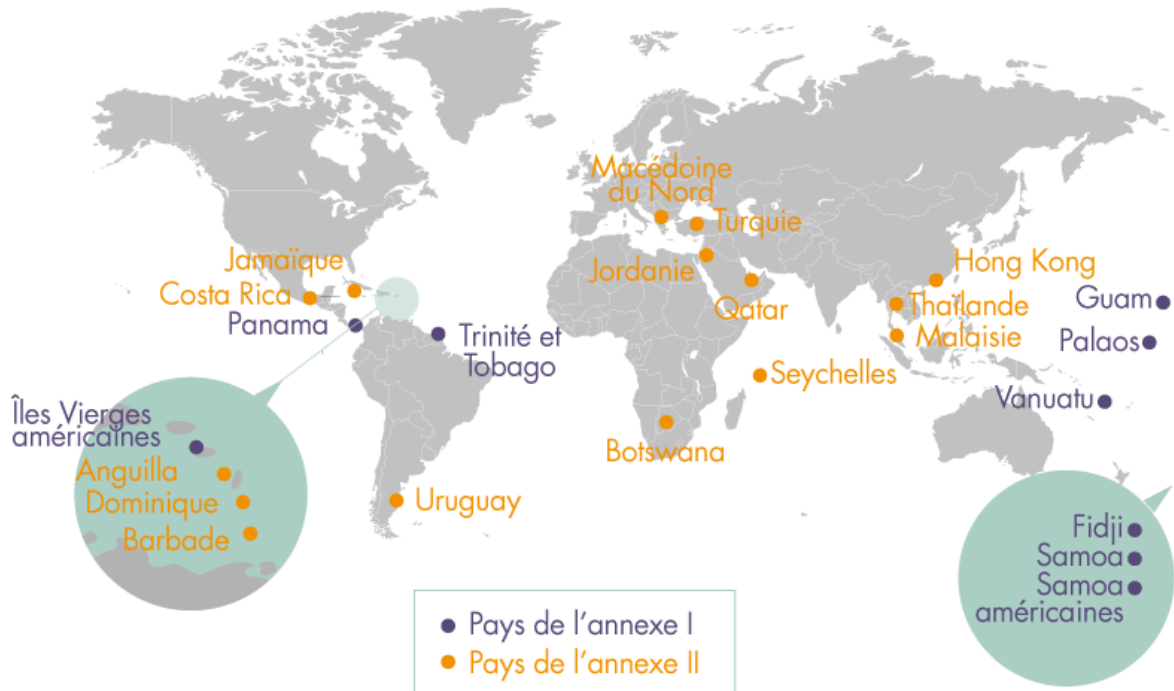 Macédoine
du Nord
Turquie
Jamaïque
Jordanie
Hong Kong
Costa Rica
Qatar
Thaïlande
Guam
Panama
Trinité et
Tobago
Malaisie
Palaos
Seychelles
Îles Vierges
américaines
Vanuatu
Botswana
Anguilla
Dominique
Uruguay
Barbade
Fidji
Samoa
Samoa
américaines
Pays de l'annexe I
Pays de l'annexe II